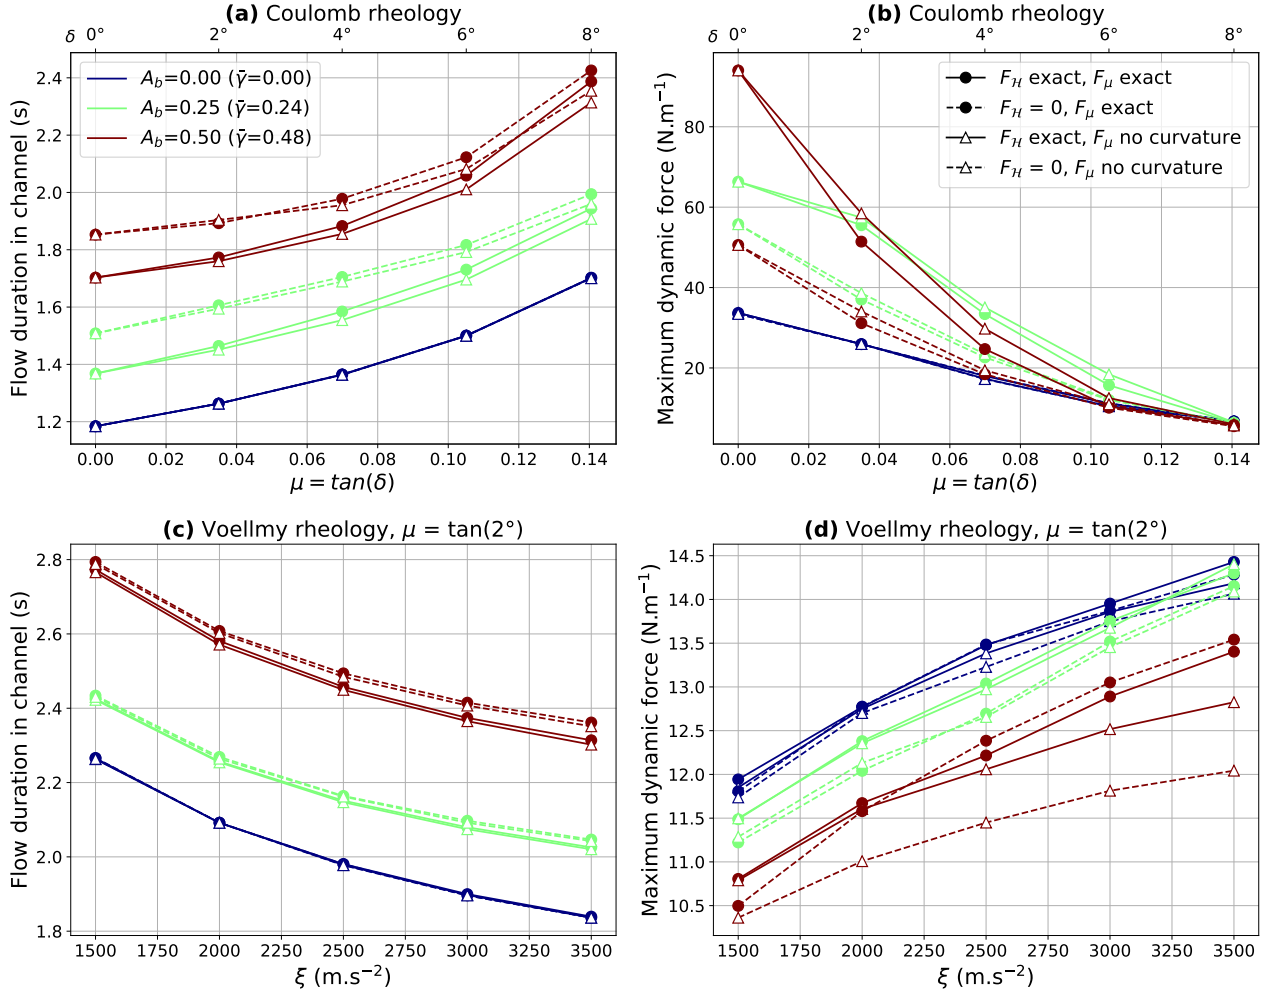 (a) Coulomb rheology
δ 0° 2° 4° 6° 8°
Flow duration in channel (s)
2.4
2.2
2.0
1.8
1.6
1.4
1.2
A_b=0.00 (γ̄=0.00)
A_b=0.25 (γ̄=0.24)
A_b=0.50 (γ̄=0.48)
0.00 0.02 0.04 0.06 0.08 0.10 0.12 0.14
μ = tan(δ)
(b) Coulomb rheology
δ 0° 2° 4° 6° 8°
Maximum dynamic force (N.m⁻¹)
80
60
40
20
F_ℋ exact, F_μ exact
F_ℋ = 0, F_μ exact
F_ℋ exact, F_μ no curvature
F_ℋ = 0, F_μ no curvature
0.00 0.02 0.04 0.06 0.08 0.10 0.12 0.14
μ = tan(δ)
(c) Voellmy rheology, μ = tan(2°)
Flow duration in channel (s)
2.8
2.6
2.4
2.2
2.0
1.8
1500 1750 2000 2250 2500 2750 3000 3250 3500
ξ (m.s⁻²)
(d) Voellmy rheology, μ = tan(2°)
Maximum dynamic force (N.m⁻¹)
14.5
14.0
13.5
13.0
12.5
12.0
11.5
11.0
10.5
1500 1750 2000 2250 2500 2750 3000 3250 3500
ξ (m.s⁻²)